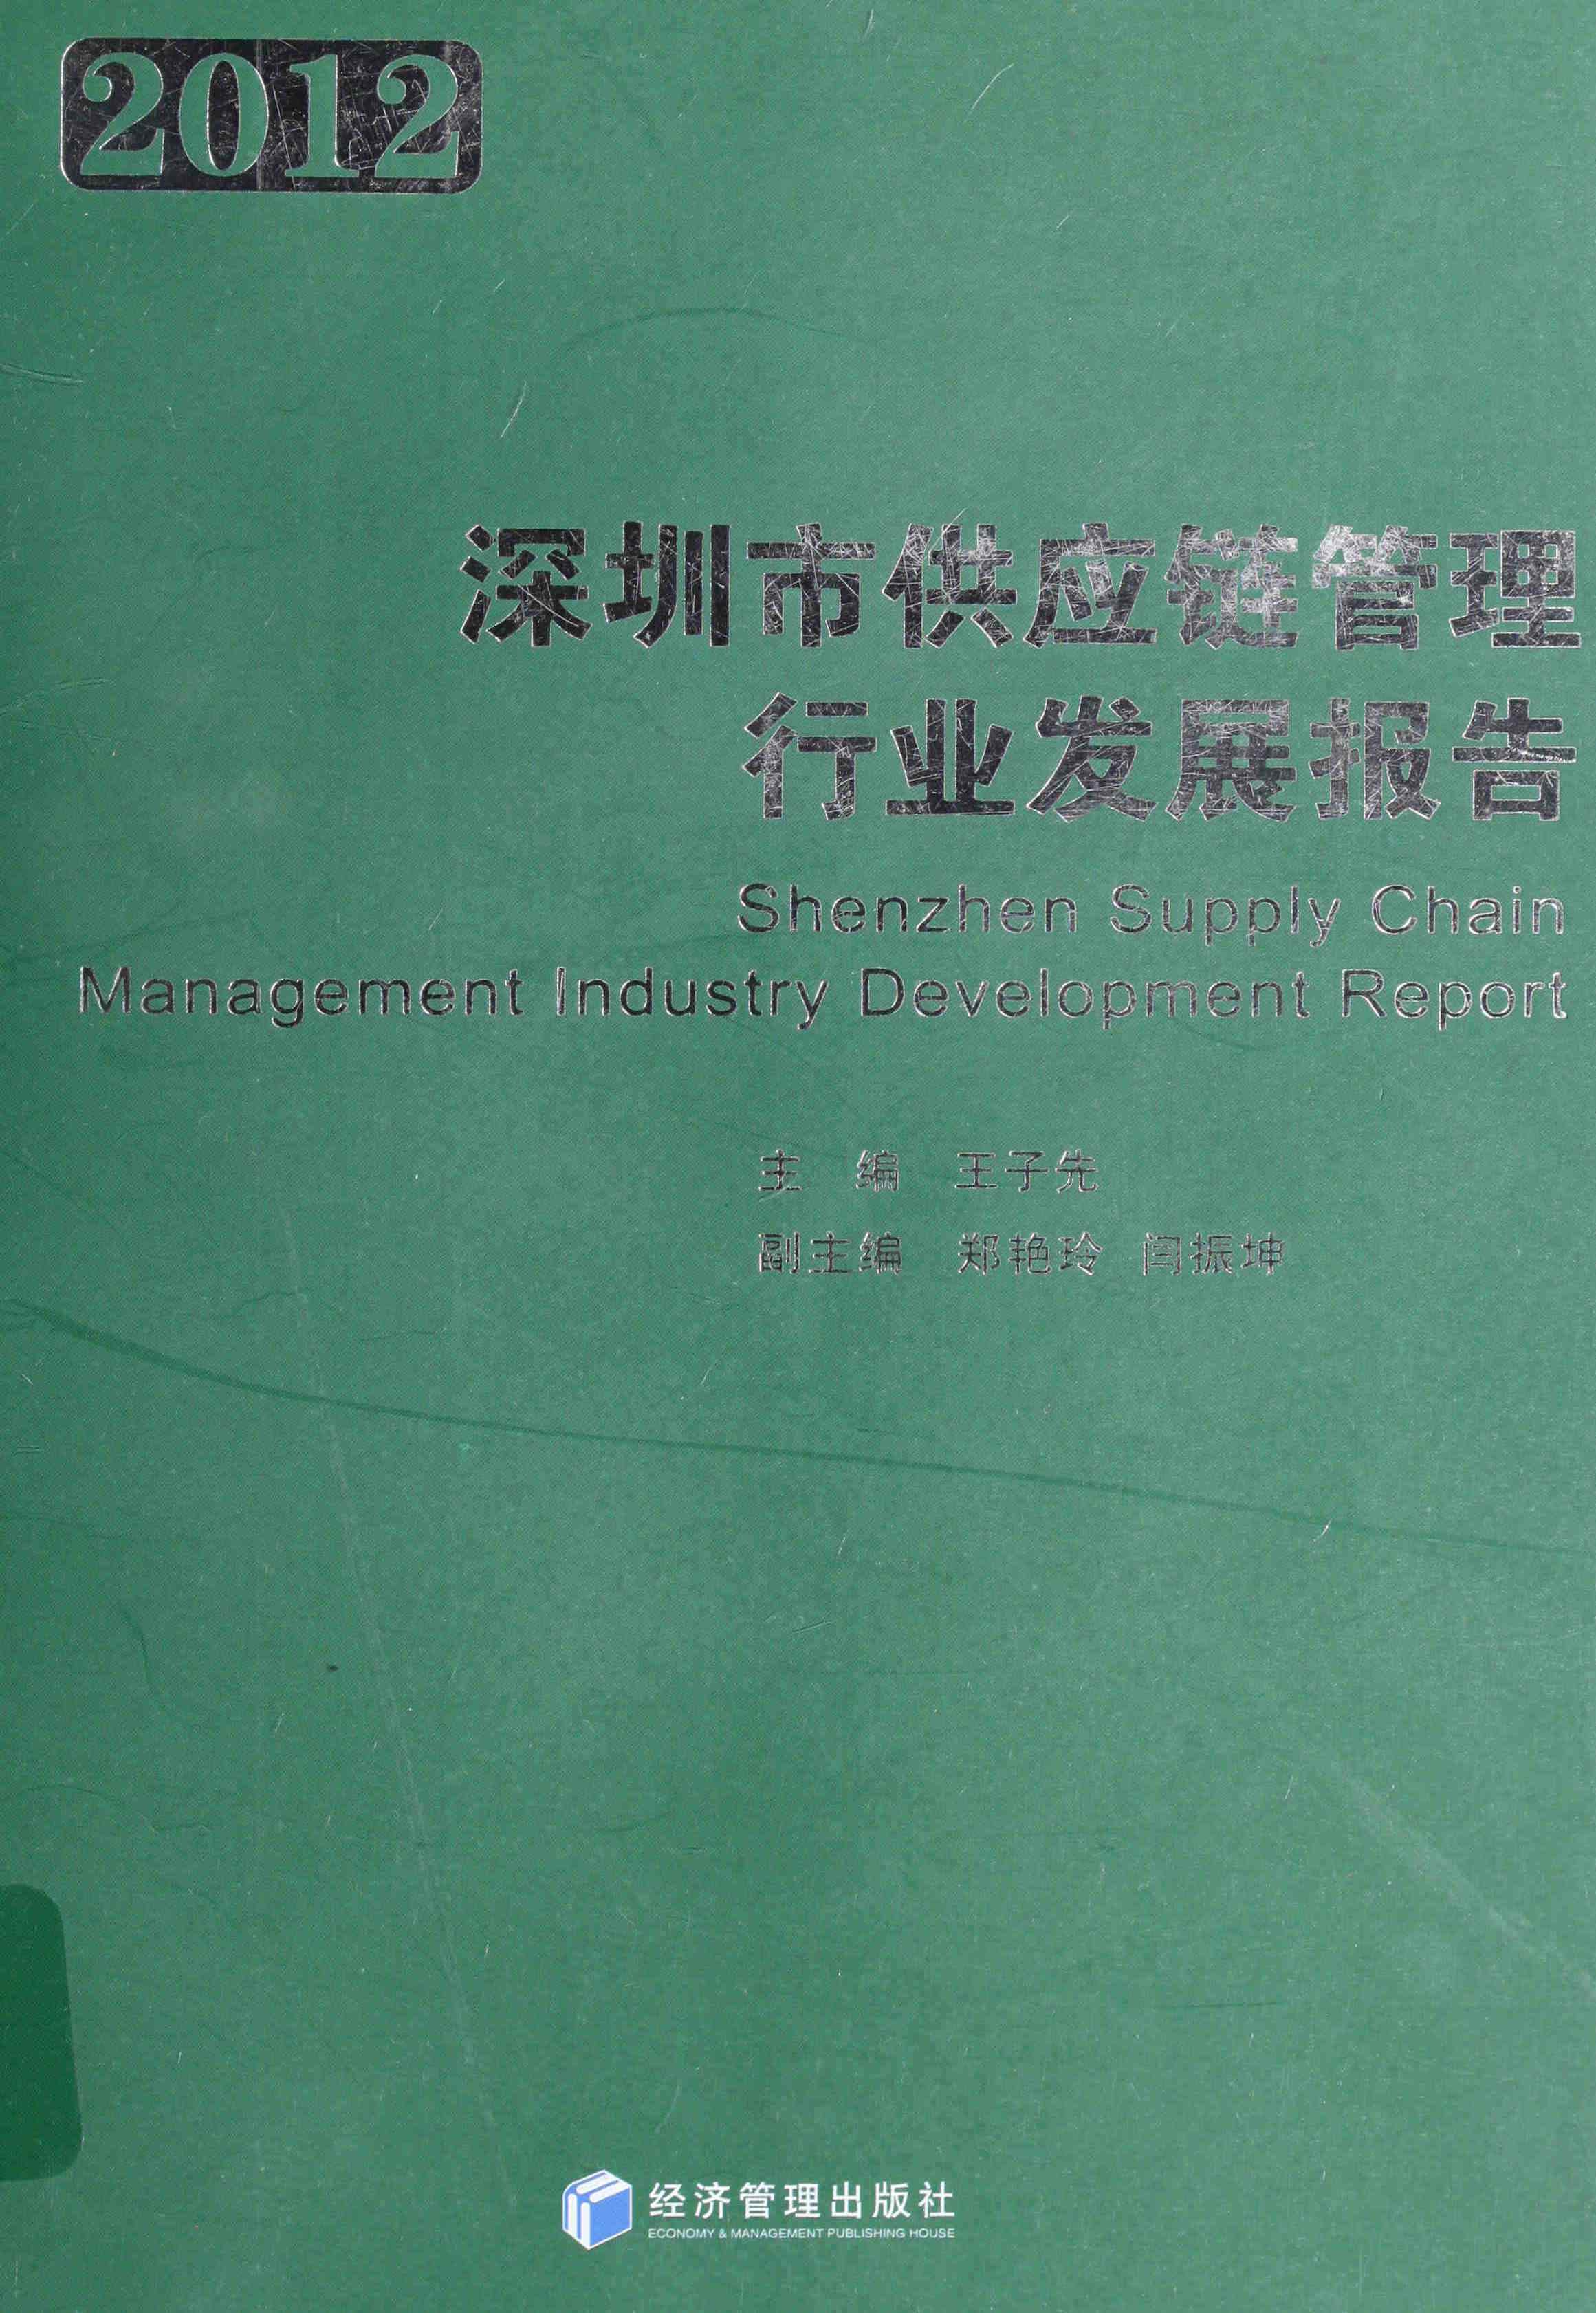 2012
深圳市供应链管理
行业发展报告
Shenzhen Supply Chain
Management Industry Development Report
主 编 王子先
副主编 郑艳玲 闫振坤
经济管理出版社
ECONOMY & MANAGEMENT PUBLISHING HOUSE